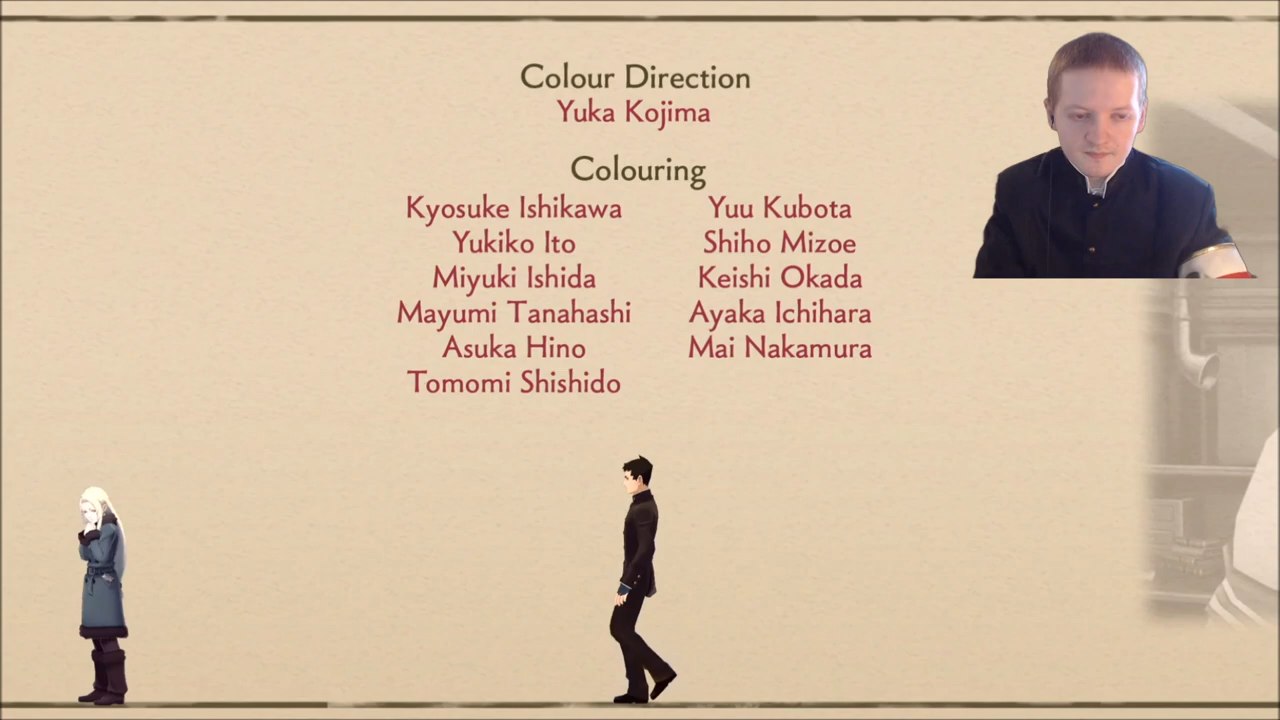 Colour Direction
Yuka Kojima
Colouring
Kyosuke Ishikawa Yuu Kubota
Yukiko Ito Shiho Mizoe
Miyuki Ishida Keishi Okada
Mayumi Tanahashi Ayaka Ichihara
Asuka Hino Mai Nakamura
Tomomi Shishido